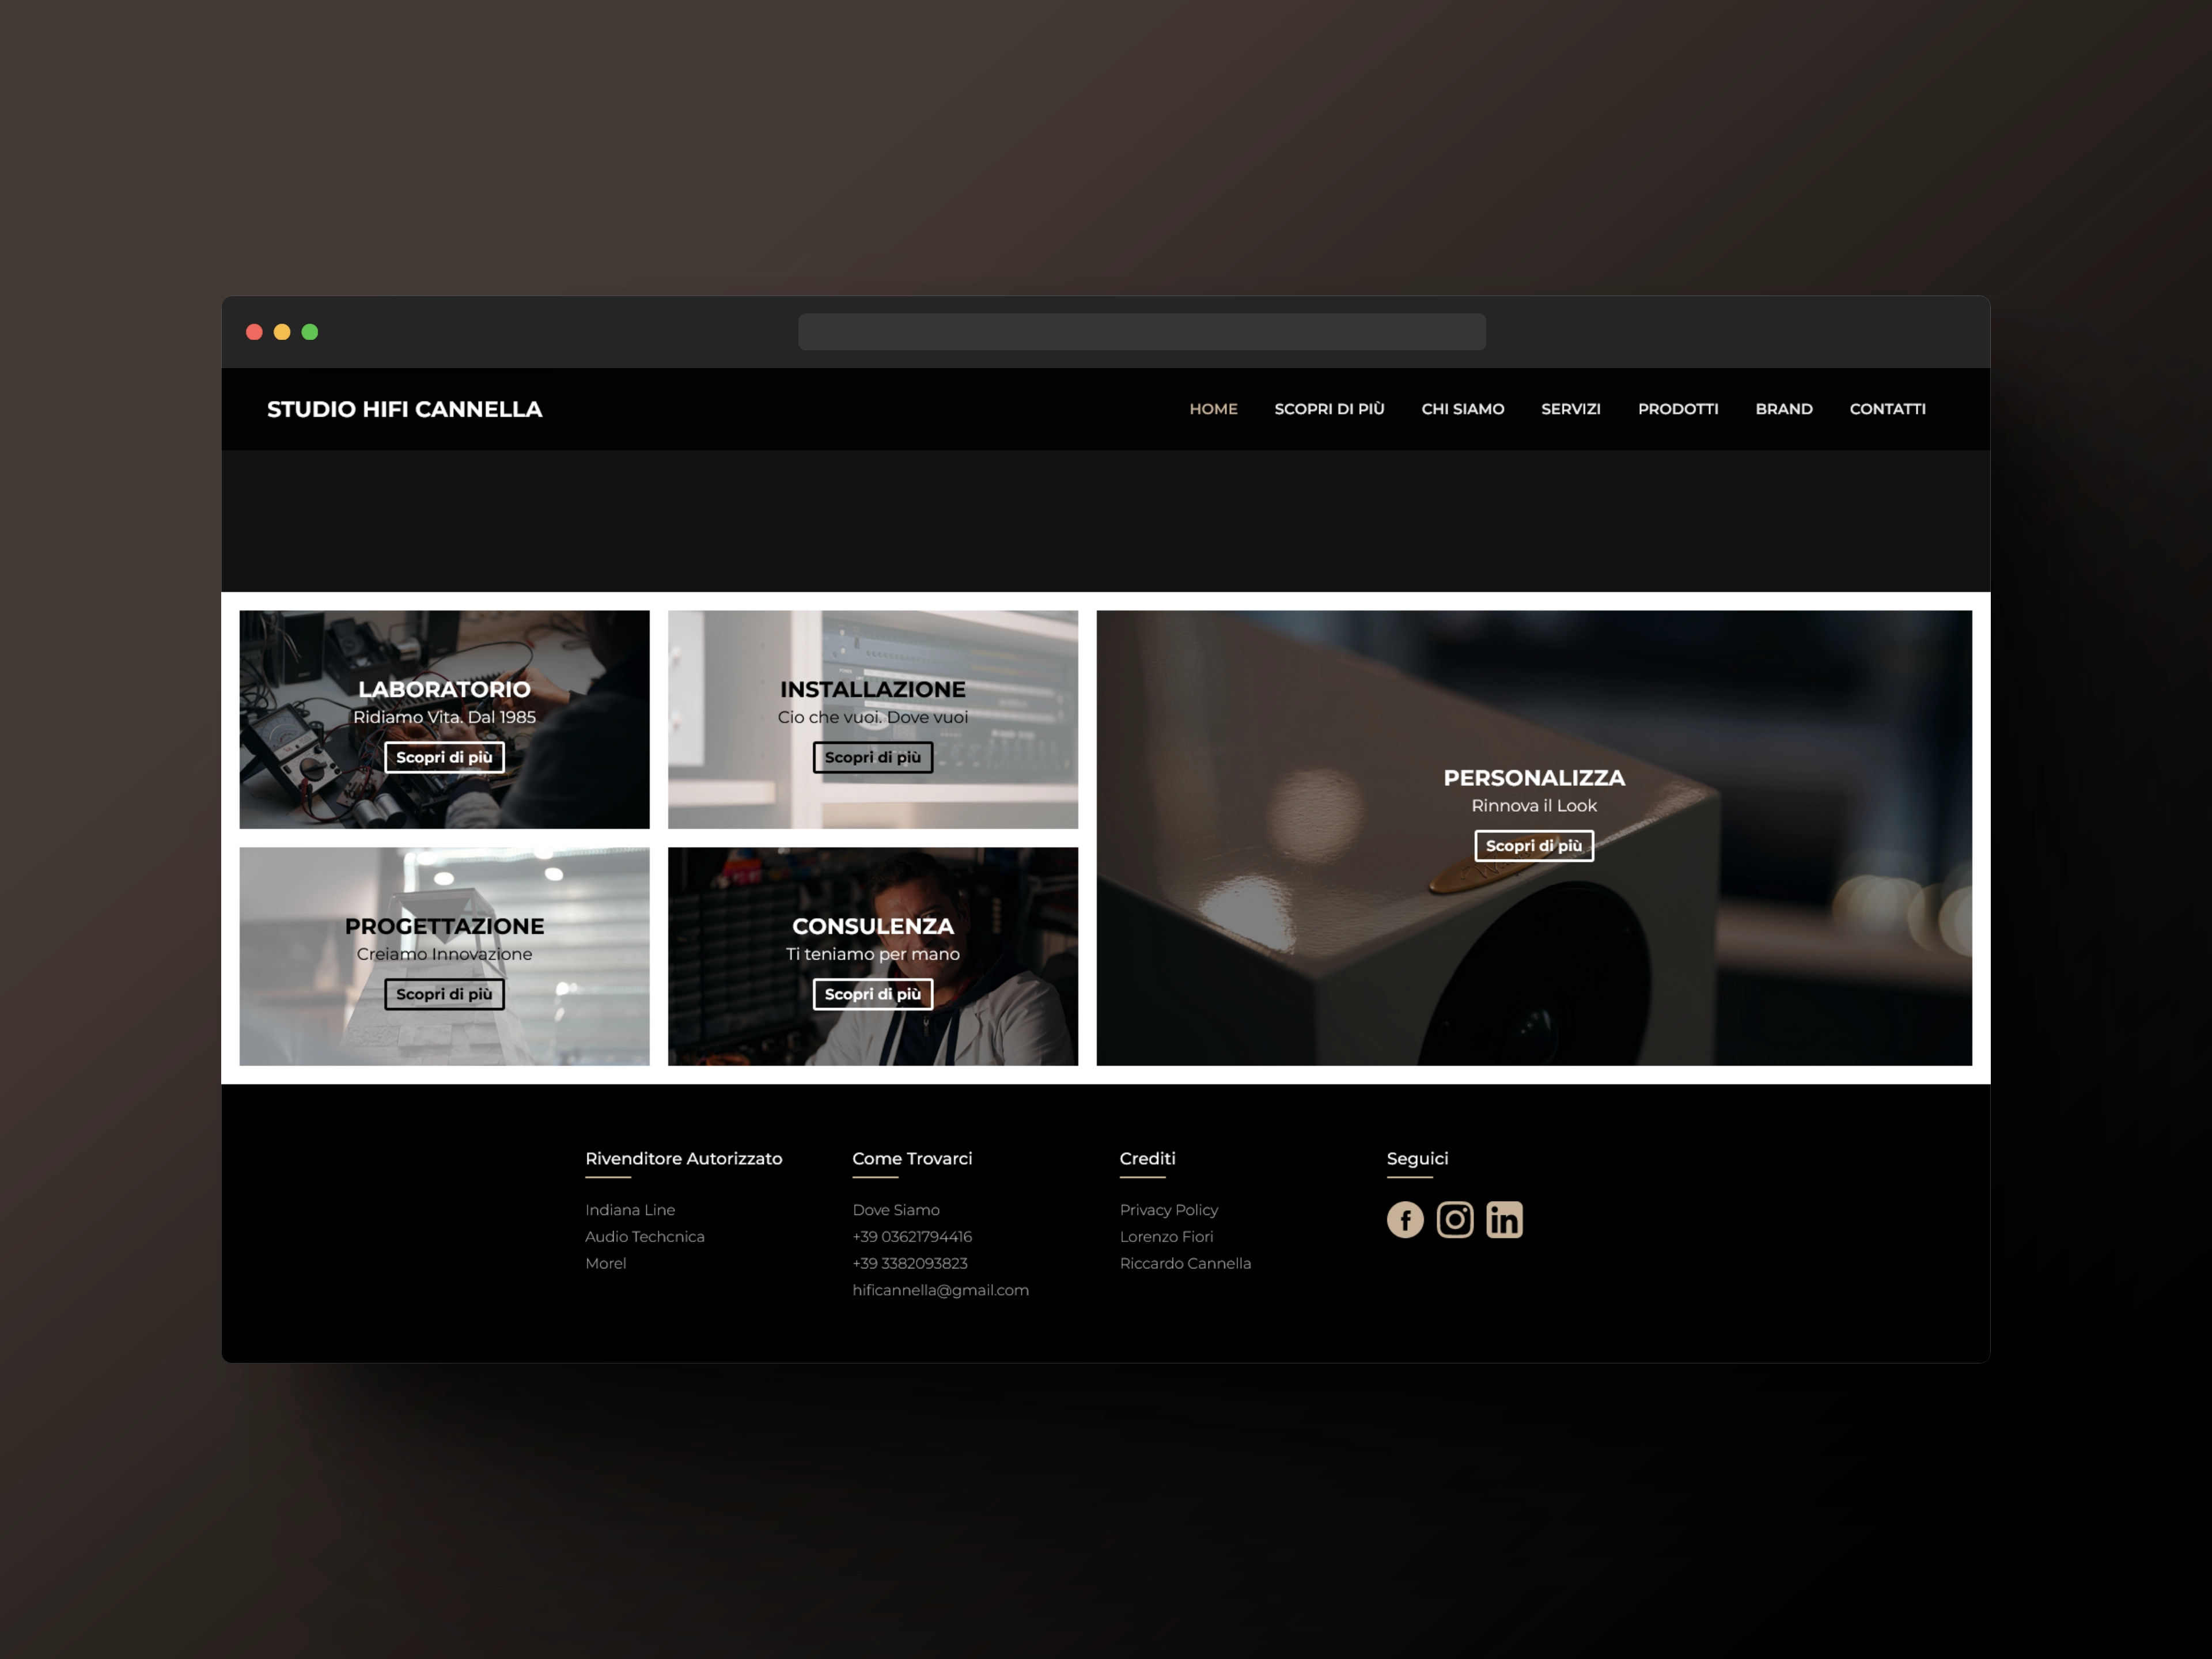 STUDIO HIFI CANNELLA
HOME SCOPRI DI PIÙ CHI SIAMO SERVIZI PRODOTTI BRAND CONTATTI
LABORATORIO
Ridiamo Vita. Dal 1985
Scopri di più
INSTALLAZIONE
Cio che vuoi. Dove vuoi
Scopri di più
PROGETTAZIONE
Creiamo Innovazione
Scopri di più
CONSULENZA
Ti teniamo per mano
Scopri di più
PERSONALIZZA
Rinnova il Look
Scopri di più
Rivenditore Autorizzato
Indiana Line
Audio Techcnica
Morel
Come Trovarci
Dove Siamo
+39 03621794416
+39 3382093823
hificannella@gmail.com
Crediti
Privacy Policy
Lorenzo Fiori
Riccardo Cannella
Seguici